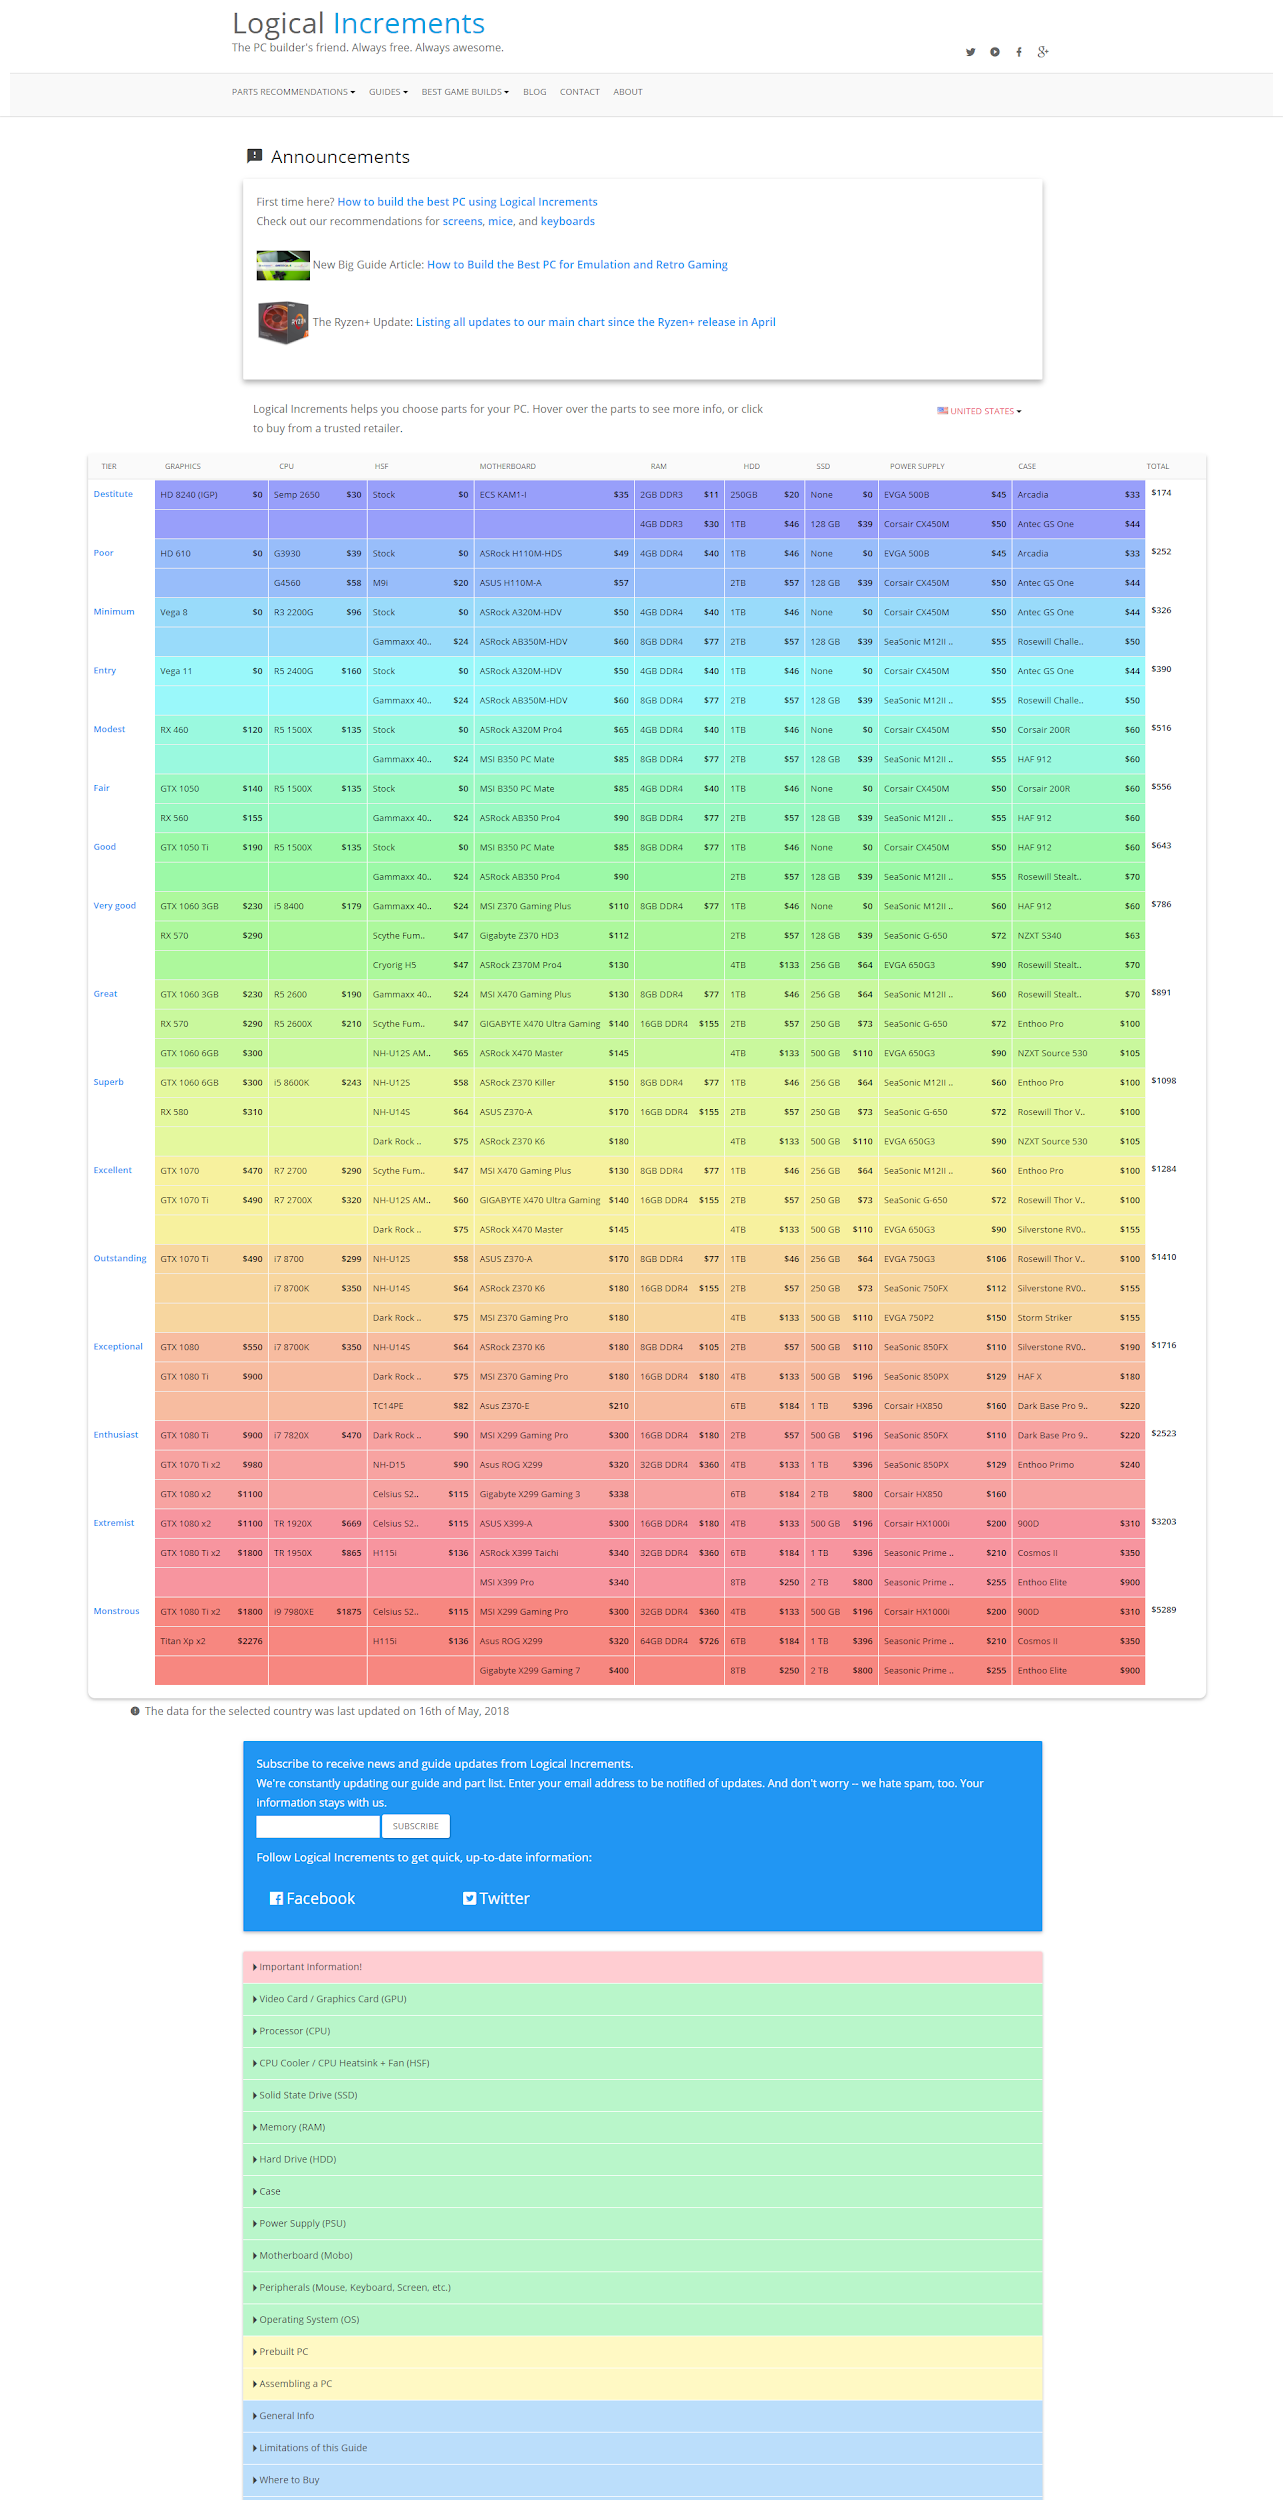 Logical Increments
The PC builder's friend. Always free. Always awesome.
PARTS RECOMMENDATIONS GUIDES BEST GAME BUILDS BLOG CONTACT ABOUT
Announcements
First time here? How to build the best PC using Logical Increments
Check out our recommendations for screens, mice, and keyboards
New Big Guide Article: How to Build the Best PC for Emulation and Retro Gaming
The Ryzen+ Update: Listing all updates to our main chart since the Ryzen+ release in April
Logical Increments helps you choose parts for your PC. Hover over the parts to see more info, or click
to buy from a trusted retailer.
UNITED STATES
TIER GRAPHICS CPU HSF MOTHERBOARD RAM HDD SSD POWER SUPPLY CASE TOTAL
Destitute HD 8240 (IGP) $0 Semp 2650 $30 Stock $0 ECS KAM1-I $35 2GB DDR3 $11 250GB $20 None $0 EVGA 500B $45 Arcadia $33 $174
4GB DDR3 $30 1TB $46 128 GB $39 Corsair CX450M $50 Antec GS One $44
Poor HD 610 $0 G3930 $39 Stock $0 ASRock H110M-HDS $49 4GB DDR4 $40 1TB $46 None $0 EVGA 500B $45 Arcadia $33 $252
G4560 $58 M9i $20 ASUS H110M-A $57 2TB $57 128 GB $39 Corsair CX450M $50 Antec GS One $44
Minimum Vega 8 $0 R3 2200G $96 Stock $0 ASRock A320M-HDV $50 4GB DDR4 $40 1TB $46 None $0 Corsair CX450M $50 Antec GS One $44 $326
Gammaxx 40.. $24 ASRock AB350M-HDV $60 8GB DDR4 $77 2TB $57 128 GB $39 SeaSonic M12II .. $55 Rosewill Challe.. $50
Entry Vega 11 $0 R5 2400G $160 Stock $0 ASRock A320M-HDV $50 4GB DDR4 $40 1TB $46 None $0 Corsair CX450M $50 Antec GS One $44 $390
Gammaxx 40.. $24 ASRock AB350M-HDV $60 8GB DDR4 $77 2TB $57 128 GB $39 SeaSonic M12II .. $55 Rosewill Challe.. $50
Modest RX 460 $120 R5 1500X $135 Stock $0 ASRock A320M Pro4 $65 4GB DDR4 $40 1TB $46 None $0 Corsair CX450M $50 Corsair 200R $60 $516
Gammaxx 40.. $24 MSI B350 PC Mate $85 8GB DDR4 $77 2TB $57 128 GB $39 SeaSonic M12II .. $55 HAF 912 $60
Fair GTX 1050 $140 R5 1500X $135 Stock $0 MSI B350 PC Mate $85 4GB DDR4 $40 1TB $46 None $0 Corsair CX450M $50 Corsair 200R $60 $556
RX 560 $155 Gammaxx 40.. $24 ASRock AB350 Pro4 $90 8GB DDR4 $77 2TB $57 128 GB $39 SeaSonic M12II .. $55 HAF 912 $60
Good GTX 1050 Ti $190 R5 1500X $135 Stock $0 MSI B350 PC Mate $85 8GB DDR4 $77 1TB $46 None $0 Corsair CX450M $50 HAF 912 $60 $643
Gammaxx 40.. $24 ASRock AB350 Pro4 $90 2TB $57 128 GB $39 SeaSonic M12II .. $55 Rosewill Stealt.. $70
Very good GTX 1060 3GB $230 i5 8400 $179 Gammaxx 40.. $24 MSI Z370 Gaming Plus $110 8GB DDR4 $77 1TB $46 None $0 SeaSonic M12II .. $60 HAF 912 $60 $786
RX 570 $290 Scythe Fum.. $47 Gigabyte Z370 HD3 $112 2TB $57 128 GB $39 SeaSonic G-650 $72 NZXT S340 $63
Cryorig H5 $47 ASRock Z370M Pro4 $130 4TB $133 256 GB $64 EVGA 650G3 $90 Rosewill Stealt.. $70
Great GTX 1060 3GB $230 R5 2600 $190 Gammaxx 40.. $24 MSI X470 Gaming Plus $130 8GB DDR4 $77 1TB $46 256 GB $64 SeaSonic M12II .. $60 Rosewill Stealt.. $70 $891
RX 570 $290 R5 2600X $210 Scythe Fum.. $47 GIGABYTE X470 Ultra Gaming $140 16GB DDR4 $155 2TB $57 250 GB $73 SeaSonic G-650 $72 Enthoo Pro $100
GTX 1060 6GB $300 NH-U12S AM.. $65 ASRock X470 Master $145 4TB $133 500 GB $110 EVGA 650G3 $90 NZXT Source 530 $105
Superb GTX 1060 6GB $300 i5 8600K $243 NH-U12S $58 ASRock Z370 Killer $150 8GB DDR4 $77 1TB $46 256 GB $64 SeaSonic M12II .. $60 Enthoo Pro $100 $1098
RX 580 $310 NH-U14S $64 ASUS Z370-A $170 16GB DDR4 $155 2TB $57 250 GB $73 SeaSonic G-650 $72 Rosewill Thor V.. $100
Dark Rock .. $75 ASRock Z370 K6 $180 4TB $133 500 GB $110 EVGA 650G3 $90 NZXT Source 530 $105
Excellent GTX 1070 $470 R7 2700 $290 Scythe Fum.. $47 MSI X470 Gaming Plus $130 8GB DDR4 $77 1TB $46 256 GB $64 SeaSonic M12II .. $60 Enthoo Pro $100 $1284
GTX 1070 Ti $490 R7 2700X $320 NH-U12S AM.. $60 GIGABYTE X470 Ultra Gaming $140 16GB DDR4 $155 2TB $57 250 GB $73 SeaSonic G-650 $72 Rosewill Thor V.. $100
Dark Rock .. $75 ASRock X470 Master $145 4TB $133 500 GB $110 EVGA 650G3 $90 Silverstone RV0.. $155
Outstanding GTX 1070 Ti $490 i7 8700 $299 NH-U12S $58 ASUS Z370-A $170 8GB DDR4 $77 1TB $46 256 GB $64 EVGA 750G3 $106 Rosewill Thor V.. $100 $1410
i7 8700K $350 NH-U14S $64 ASRock Z370 K6 $180 16GB DDR4 $155 2TB $57 250 GB $73 SeaSonic 750FX $112 Silverstone RV0.. $155
Dark Rock .. $75 MSI Z370 Gaming Pro $180 4TB $133 500 GB $110 EVGA 750P2 $150 Storm Striker $155
Exceptional GTX 1080 $550 i7 8700K $350 NH-U14S $64 ASRock Z370 K6 $180 8GB DDR4 $105 2TB $57 500 GB $110 SeaSonic 850FX $110 Silverstone RV0.. $190 $1716
GTX 1080 Ti $900 Dark Rock .. $75 MSI Z370 Gaming Pro $180 16GB DDR4 $180 4TB $133 500 GB $196 SeaSonic 850PX $129 HAF X $180
TC14PE $82 Asus Z370-E $210 6TB $184 1 TB $396 Corsair HX850 $160 Dark Base Pro 9.. $220
Enthusiast GTX 1080 Ti $900 i7 7820X $470 Dark Rock .. $90 MSI X299 Gaming Pro $300 16GB DDR4 $180 2TB $57 500 GB $196 SeaSonic 850FX $110 Dark Base Pro 9.. $220 $2523
GTX 1070 Ti x2 $980 NH-D15 $90 Asus ROG X299 $320 32GB DDR4 $360 4TB $133 1 TB $396 SeaSonic 850PX $129 Enthoo Primo $240
GTX 1080 x2 $1100 Celsius S2.. $115 Gigabyte X299 Gaming 3 $338 6TB $184 2 TB $800 Corsair HX850 $160
Extremist GTX 1080 x2 $1100 TR 1920X $669 Celsius S2.. $115 ASUS X399-A $300 16GB DDR4 $180 4TB $133 500 GB $196 Corsair HX1000i $200 900D $310 $3203
GTX 1080 Ti x2 $1800 TR 1950X $865 H115i $136 ASRock X399 Taichi $340 32GB DDR4 $360 6TB $184 1 TB $396 Seasonic Prime .. $210 Cosmos II $350
MSI X399 Pro $340 8TB $250 2 TB $800 Seasonic Prime .. $255 Enthoo Elite $900
Monstrous GTX 1080 Ti x2 $1800 i9 7980XE $1875 Celsius S2.. $115 MSI X299 Gaming Pro $300 32GB DDR4 $360 4TB $133 500 GB $196 Corsair HX1000i $200 900D $310 $5289
Titan Xp x2 $2276 H115i $136 Asus ROG X299 $320 64GB DDR4 $726 6TB $184 1 TB $396 Seasonic Prime .. $210 Cosmos II $350
Gigabyte X299 Gaming 7 $400 8TB $250 2 TB $800 Seasonic Prime .. $255 Enthoo Elite $900
The data for the selected country was last updated on 16th of May, 2018
Subscribe to receive news and guide updates from Logical Increments.
We're constantly updating our guide and part list. Enter your email address to be notified of updates. And don't worry -- we hate spam, too. Your
information stays with us.
SUBSCRIBE
Follow Logical Increments to get quick, up-to-date information:
Facebook Twitter
Important Information!
Video Card / Graphics Card (GPU)
Processor (CPU)
CPU Cooler / CPU Heatsink + Fan (HSF)
Solid State Drive (SSD)
Memory (RAM)
Hard Drive (HDD)
Case
Power Supply (PSU)
Motherboard (Mobo)
Peripherals (Mouse, Keyboard, Screen, etc.)
Operating System (OS)
Prebuilt PC
Assembling a PC
General Info
Limitations of this Guide
Where to Buy